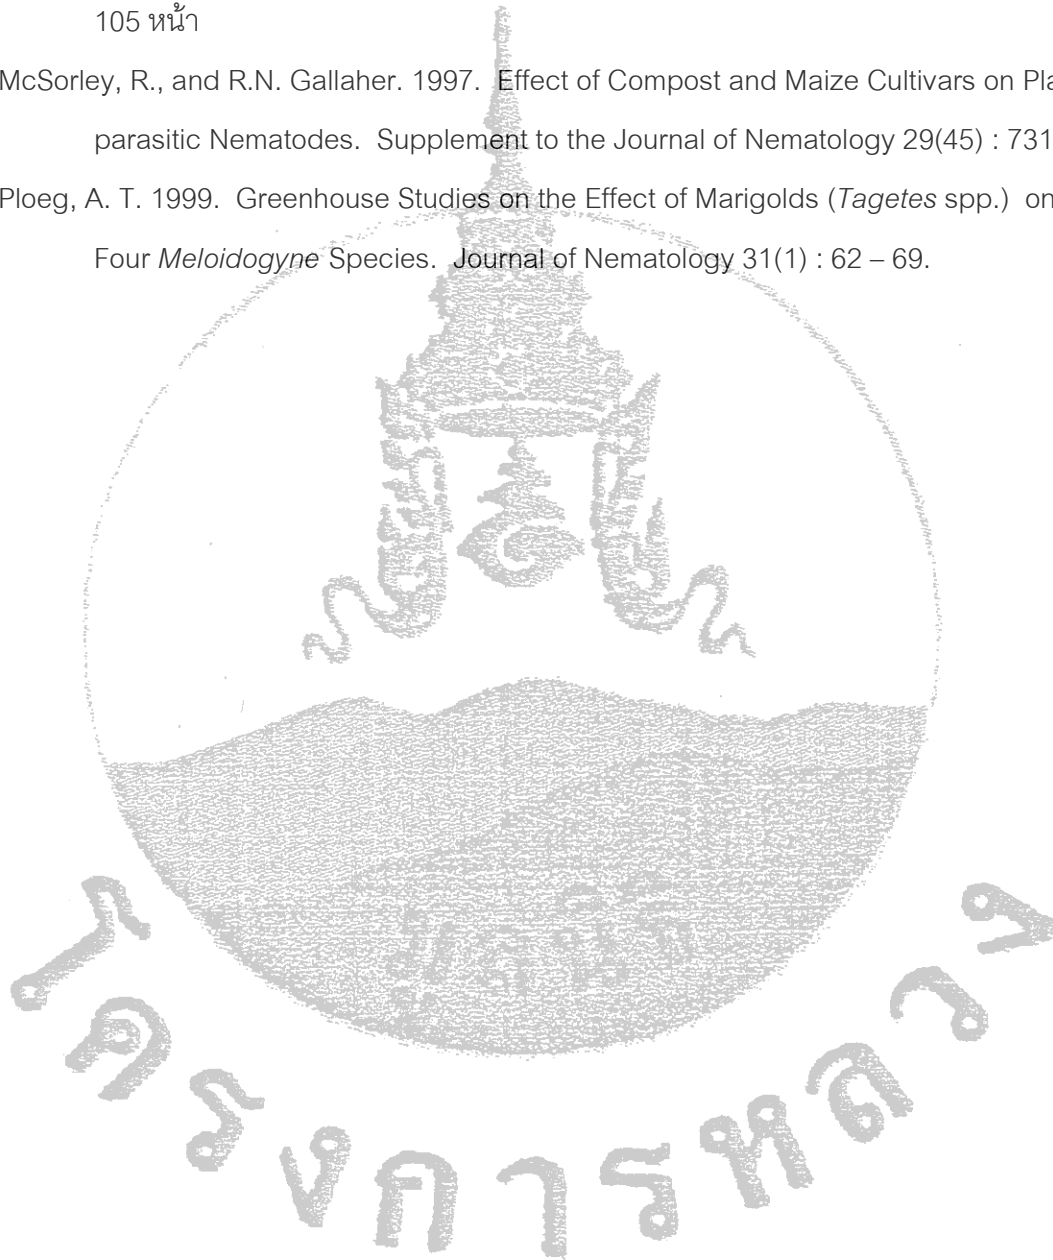 105 หน้า
McSorley, R., and R.N. Gallaher. 1997. Effect of Compost and Maize Cultivars on Pla
parasitic Nematodes. Supplement to the Journal of Nematology 29(45) : 731
Ploeg, A. T. 1999. Greenhouse Studies on the Effect of Marigolds (Tagetes spp.) on
Four Meloidogyne Species. Journal of Nematology 31(1) : 62 – 69.
โครงการหลวง